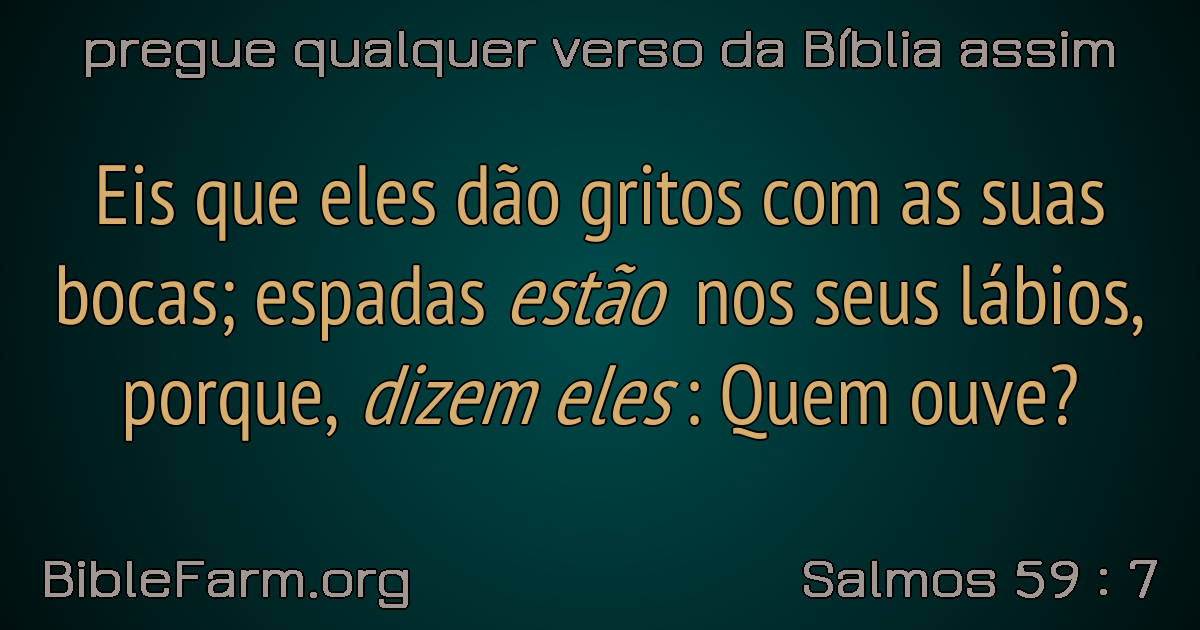 pregue qualquer verso da Bíblia assim
Eis que eles dão gritos com as suas
bocas; espadas estão nos seus lábios,
porque, dizem eles: Quem ouve?
BibleFarm.org
Salmos 59 : 7